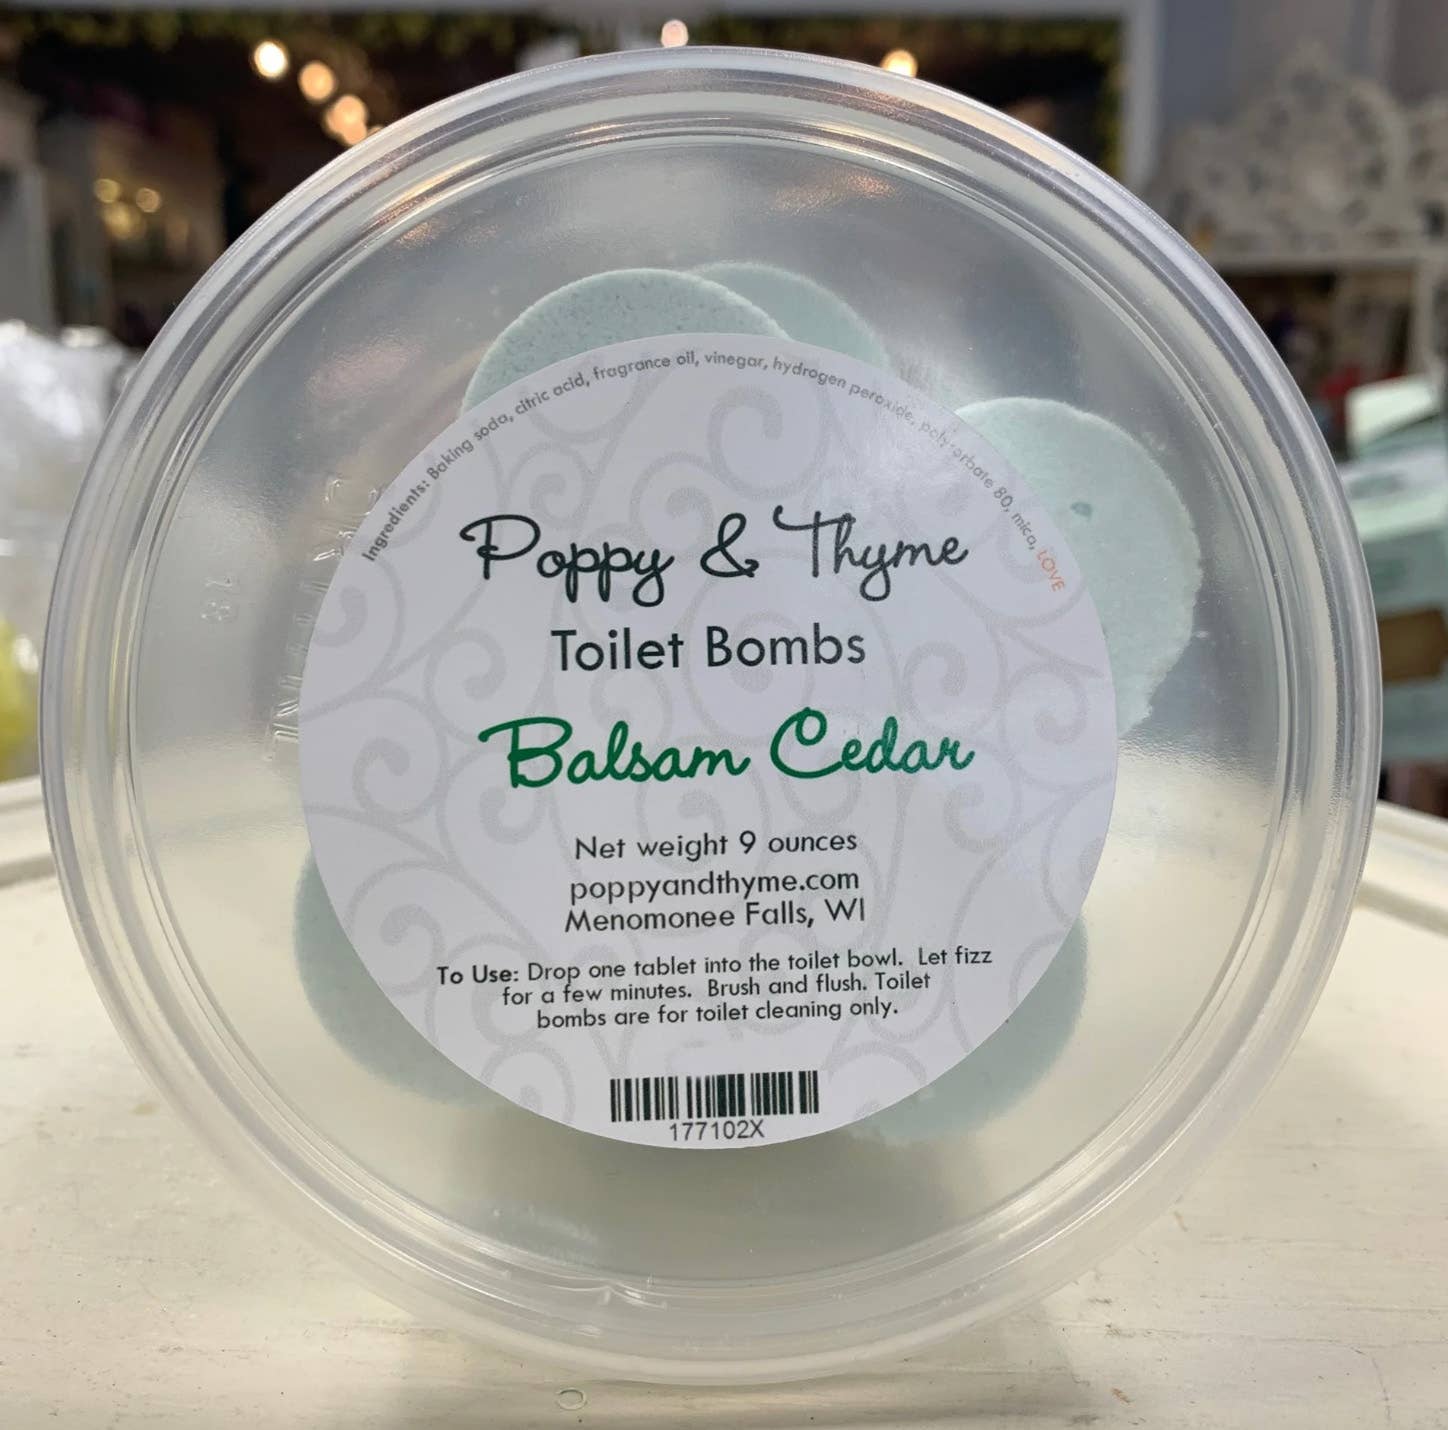 Ingredients: Baking soda, citric acid, fragrance oil, vinegar, hydrogen peroxide, polysorbate 80, mica, LOVE
Poppy & Thyme
Toilet Bombs
Balsam Cedar
Net weight 9 ounces
poppyandthyme.com
Menomonee Falls, WI
To Use: Drop one tablet into the toilet bowl. Let fizz
for a few minutes. Brush and flush. Toilet
bombs are for toilet cleaning only.
177102X